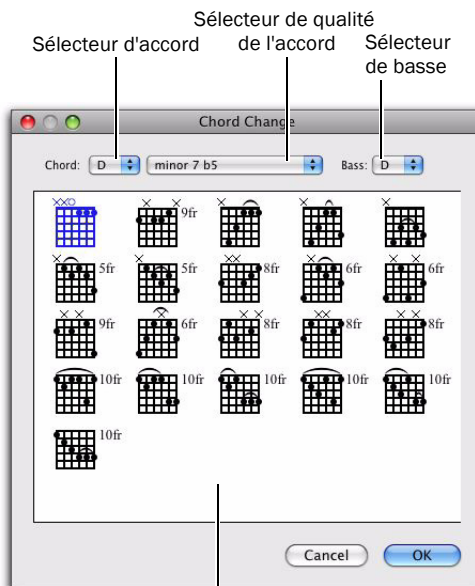 Sélecteur de qualité
de l'accord
Sélecteur d'accord
Sélecteur
de basse
Chord Change
Chord: D minor 7 b5 Bass: D
9fr
5fr 5fr 8fr 6fr 6fr
9fr 6fr 8fr 8fr 8fr
10fr 10fr 10fr 10fr 10fr
10fr
Cancel OK